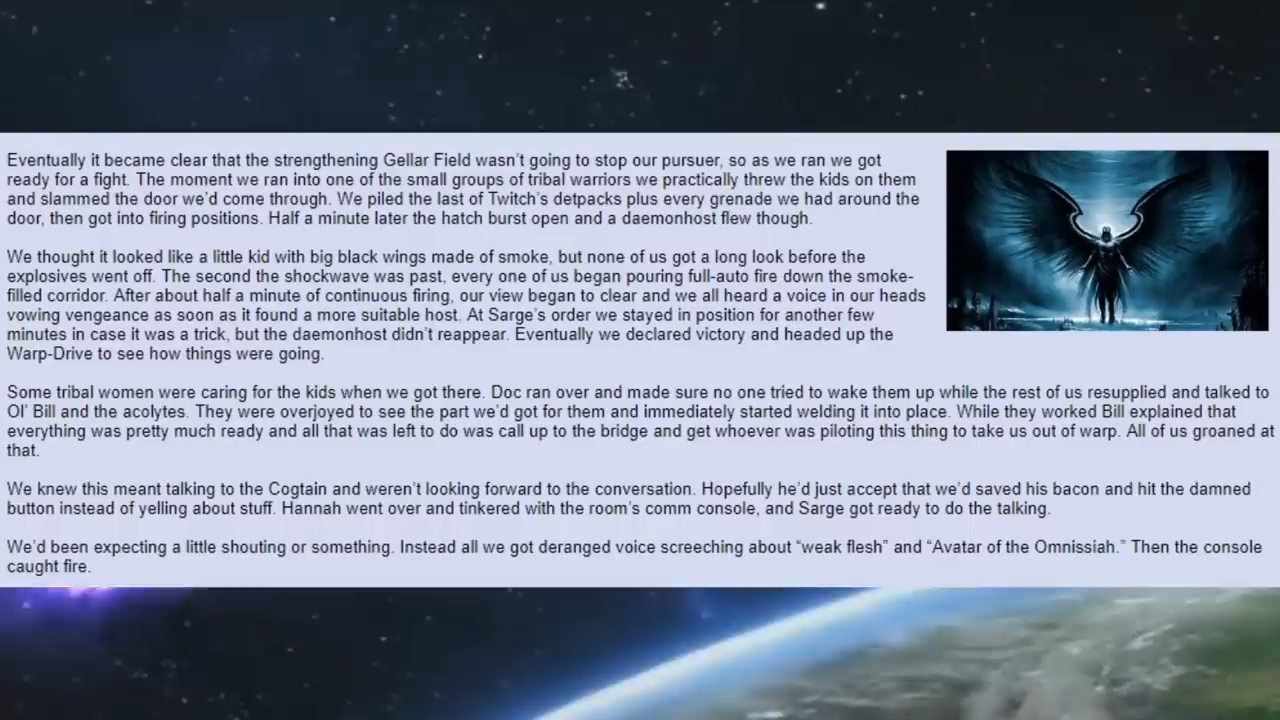 Eventually it became clear that the strengthening Gellar Field wasn't going to stop our pursuer, so as we ran we got
ready for a fight. The moment we ran into one of the small groups of tribal warriors we practically threw the kids on them
and slammed the door we'd come through. We piled the last of Twitch's detpacks plus every grenade we had around the
door, then got into firing positions. Half a minute later the hatch burst open and a daemonhost flew though.
We thought it looked like a little kid with big black wings made of smoke, but none of us got a long look before the
explosives went off. The second the shockwave was past, every one of us began pouring full-auto fire down the smoke-
filled corridor. After about half a minute of continuous firing, our view began to clear and we all heard a voice in our heads
vowing vengeance as soon as it found a more suitable host. At Sarge's order we stayed in position for another few
minutes in case it was a trick, but the daemonhost didn't reappear. Eventually we declared victory and headed up the
Warp-Drive to see how things were going.
Some tribal women were caring for the kids when we got there. Doc ran over and made sure no one tried to wake them up while the rest of us resupplied and talked to
Ol' Bill and the acolytes. They were overjoyed to see the part we'd got for them and immediately started welding it into place. While they worked Bill explained that
everything was pretty much ready and all that was left to do was call up to the bridge and get whoever was piloting this thing to take us out of warp. All of us groaned at
that.
We knew this meant talking to the Cogtain and weren't looking forward to the conversation. Hopefully he'd just accept that we'd saved his bacon and hit the damned
button instead of yelling about stuff. Hannah went over and tinkered with the room's comm console, and Sarge got ready to do the talking.
We'd been expecting a little shouting or something. Instead all we got deranged voice screeching about "weak flesh" and "Avatar of the Omnissiah." Then the console
caught fire.